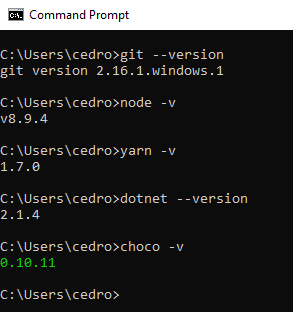 Command Prompt
C:\Users\cedro>git --version
git version 2.16.1.windows.1
C:\Users\cedro>node -v
v8.9.4
C:\Users\cedro>yarn -v
1.7.0
C:\Users\cedro>dotnet --version
2.1.4
C:\Users\cedro>choco -v
0.10.11
C:\Users\cedro>